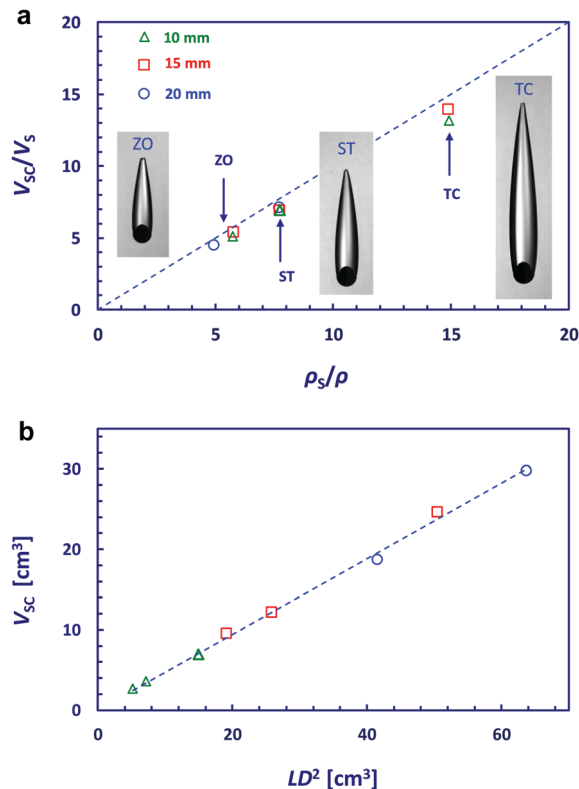 a
20
10 mm
15 mm
20 mm
15
TC
ST
ZO
ZO
10
V_SC/V_S
TC
5
ST
0
0 5 10 15 20
ρ_S/ρ
b
30
20
V_SC [cm³]
10
0
0 20 40 60
LD² [cm³]